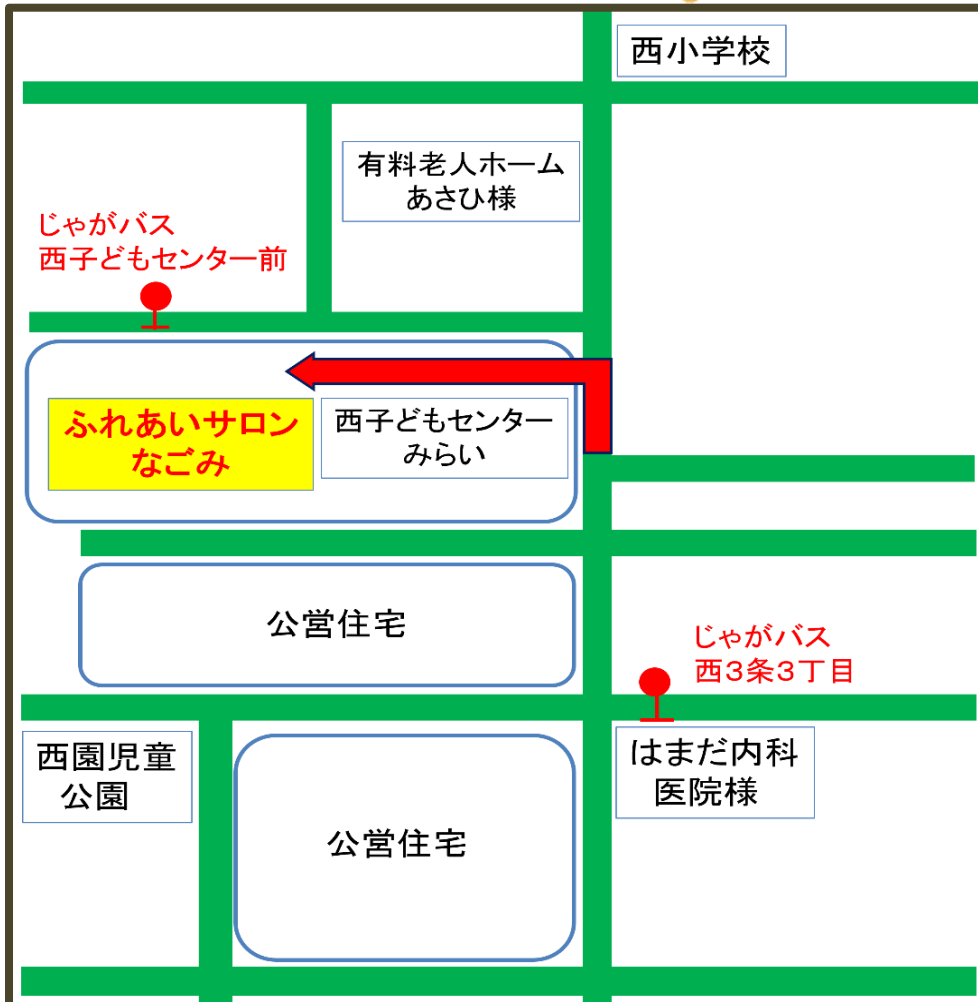 西小学校
有料老人ホーム
あさひ様
じゃがバス
西子どもセンター前
ふれあいサロン
なごみ
西子どもセンター
みらい
公営住宅
じゃがバス
西3条3丁目
西園児童
公園
はまだ内科
医院様
公営住宅